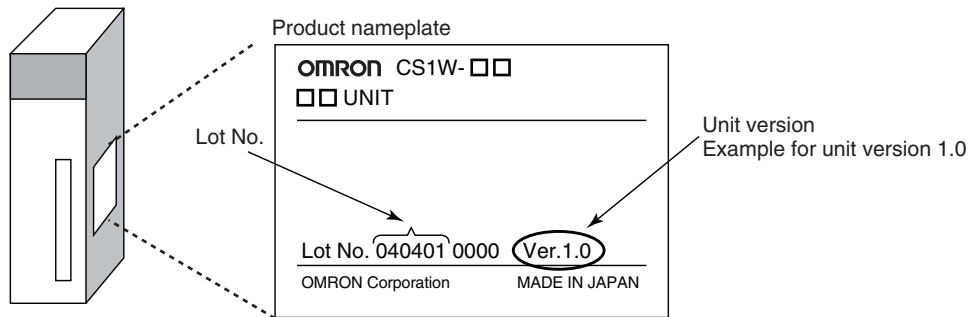 Product nameplate
OMRON CS1W-□□
□□ UNIT
Lot No.
Unit version
Example for unit version 1.0
Lot No. 040401 0000 Ver.1.0
OMRON Corporation MADE IN JAPAN